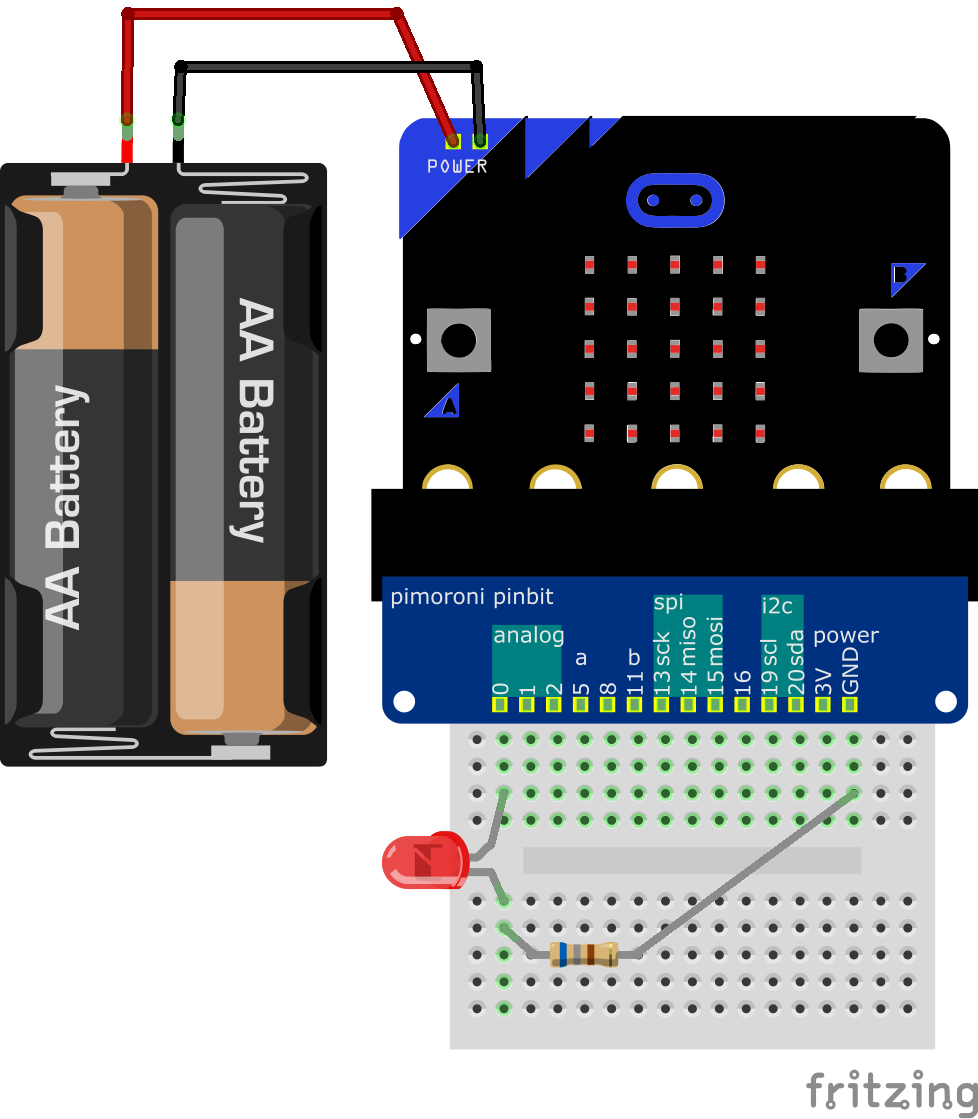 POWER
B
A
AA Battery
AA Battery
pimoroni pinbit
spi
i2c
analog
power
a
b
0
1
2
5
8
11
13 sck
14 miso
15 mosi
16
19 scl
20 sda
3V
GND
fritzing